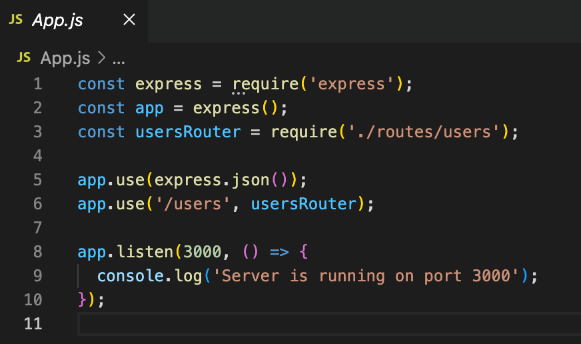 JS App.js ×
JS App.js > ...
1 const express = require('express');
2 const app = express();
3 const usersRouter = require('./routes/users');
4
5 app.use(express.json());
6 app.use('/users', usersRouter);
7
8 app.listen(3000, () => {
9   console.log('Server is running on port 3000');
10 });
11